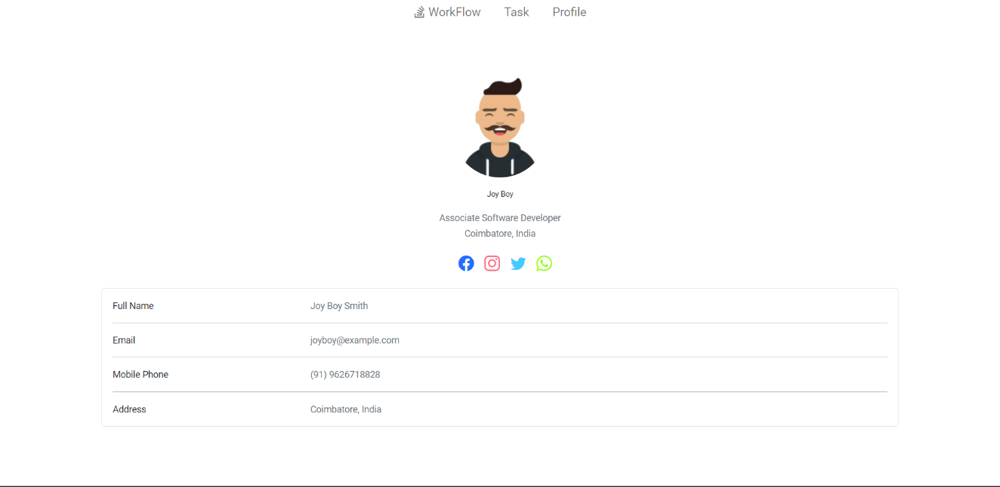 WorkFlow Task Profile
Joy Boy
Associate Software Developer
Coimbatore, India
Full Name Joy Boy Smith
Email joyboy@example.com
Mobile Phone (91) 9626718828
Address Coimbatore, India